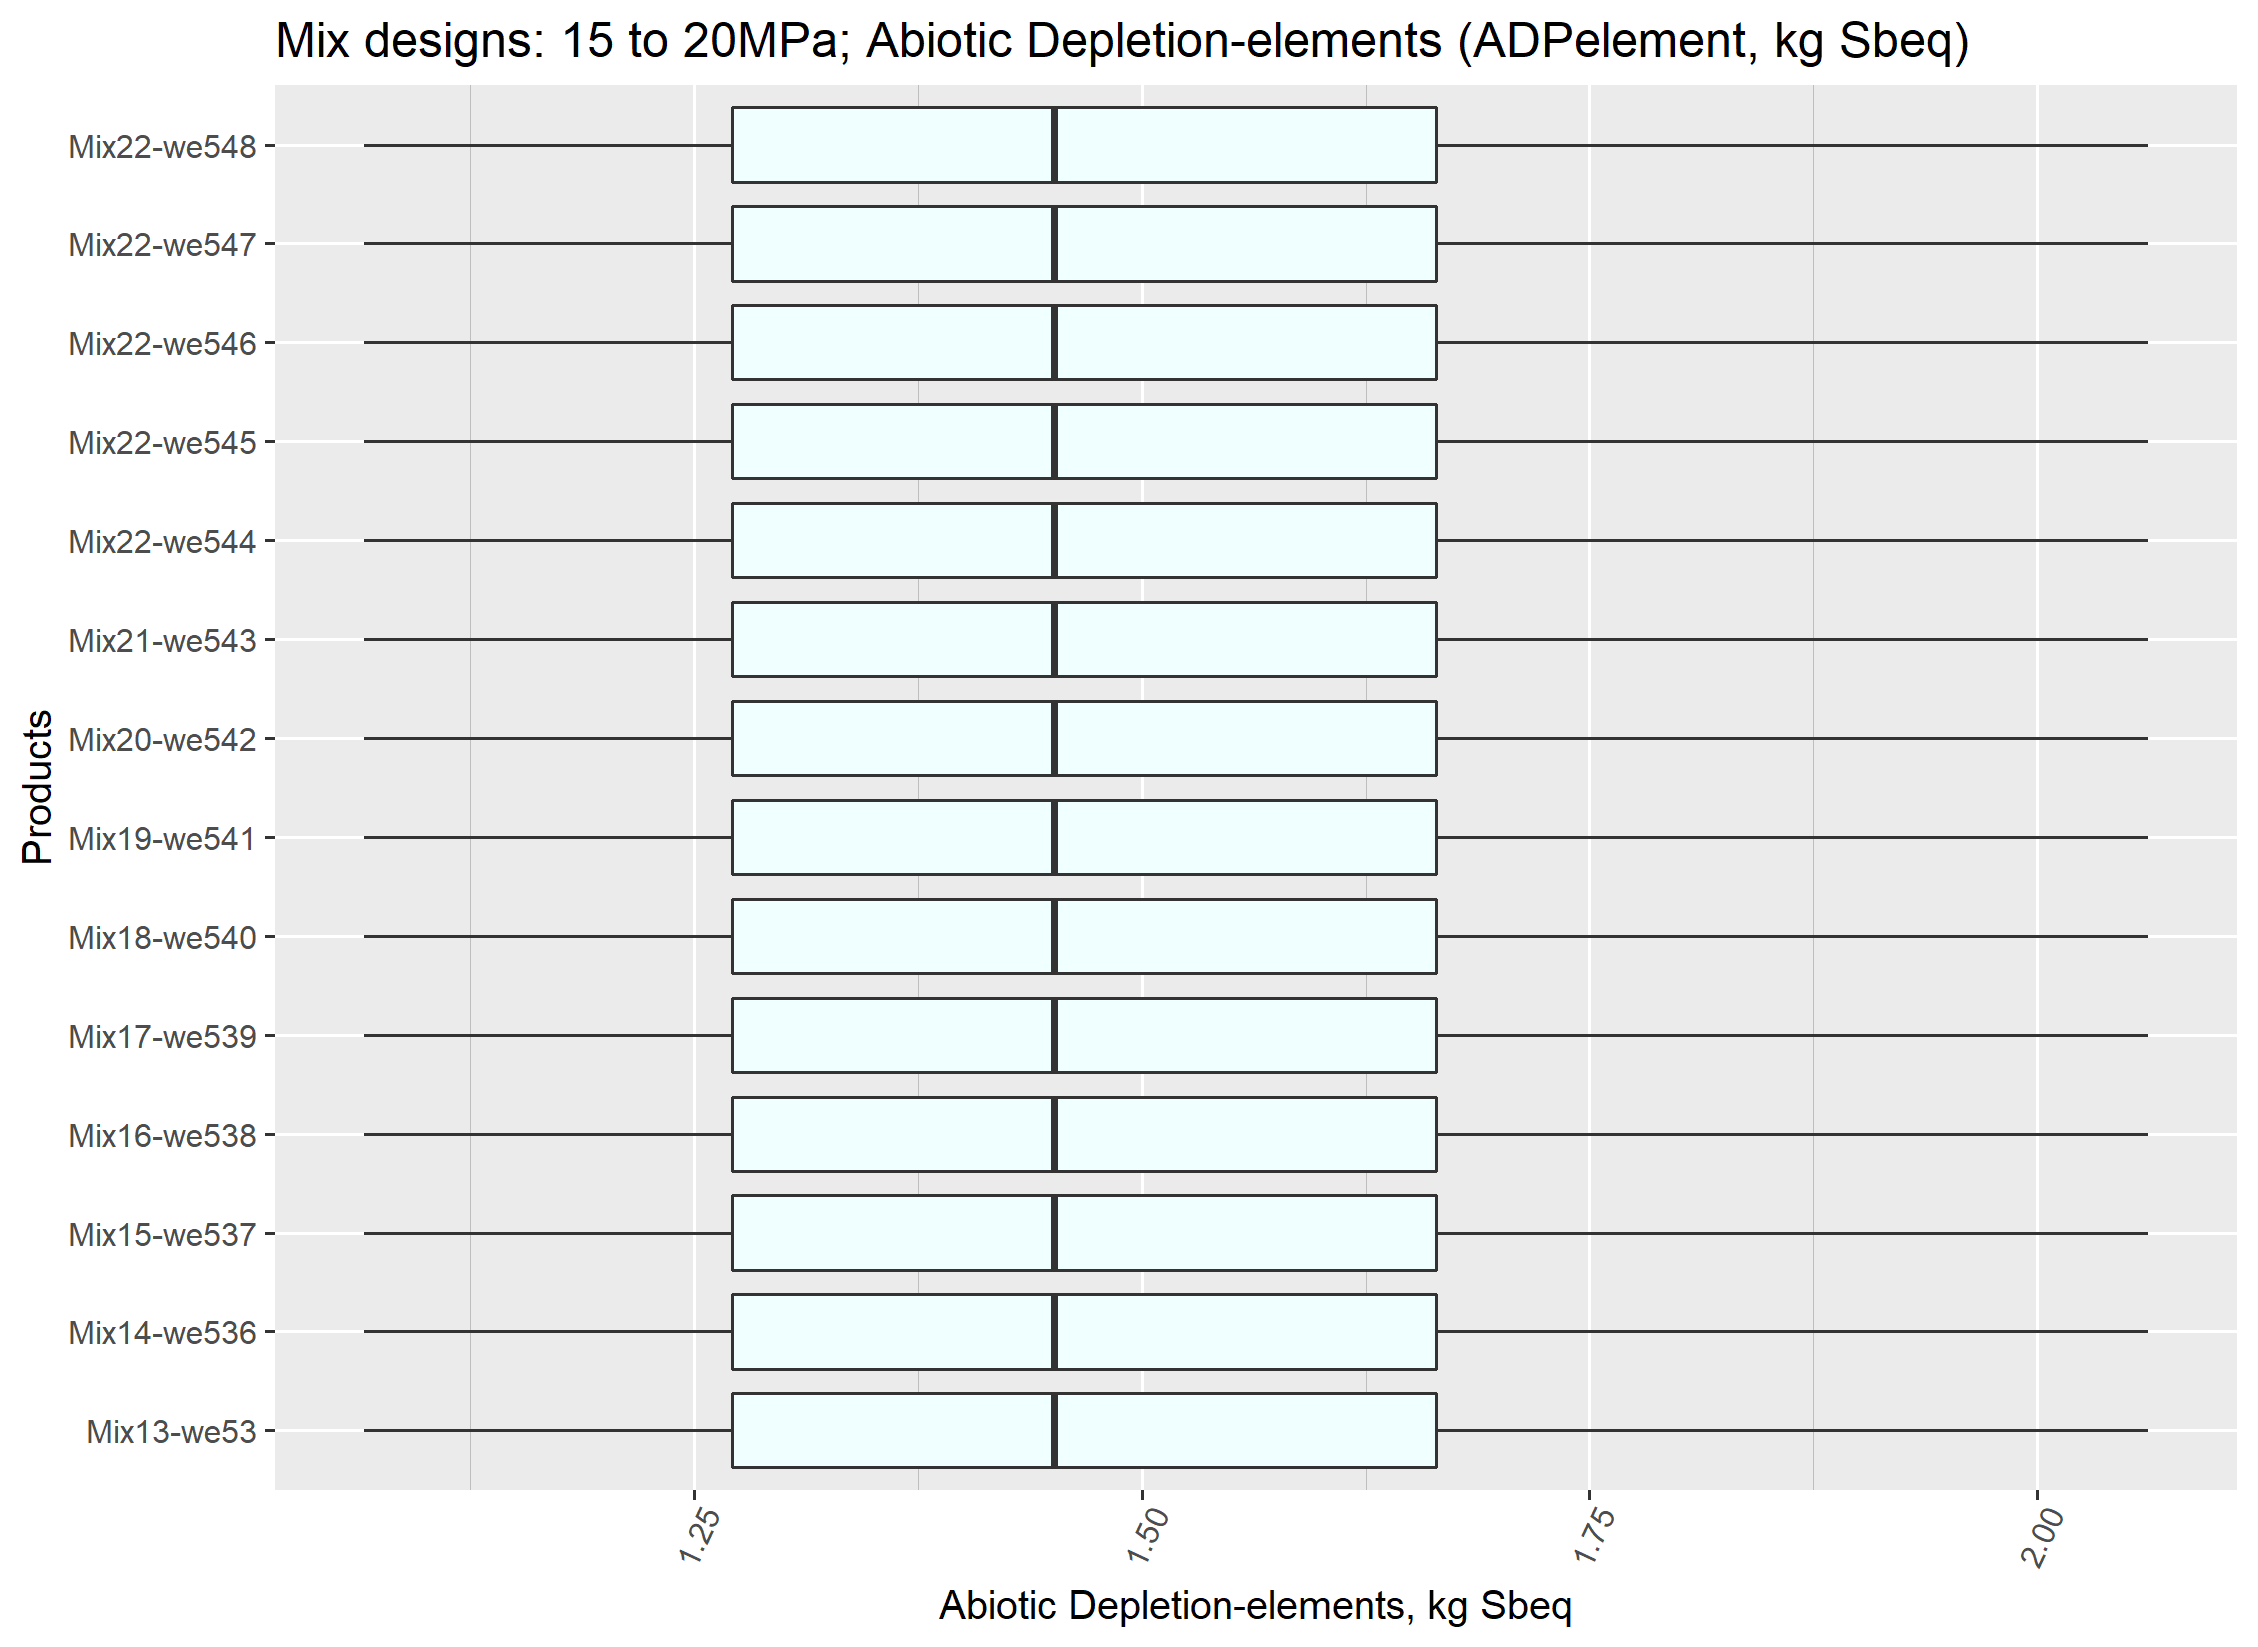 Mix designs: 15 to 20MPa; Abiotic Depletion-elements (ADPelement, kg Sbeq)
Products
Mix22-we548
Mix22-we547
Mix22-we546
Mix22-we545
Mix22-we544
Mix21-we543
Mix20-we542
Mix19-we541
Mix18-we540
Mix17-we539
Mix16-we538
Mix15-we537
Mix14-we536
Mix13-we53
1.25
1.50
1.75
2.00
Abiotic Depletion-elements, kg Sbeq